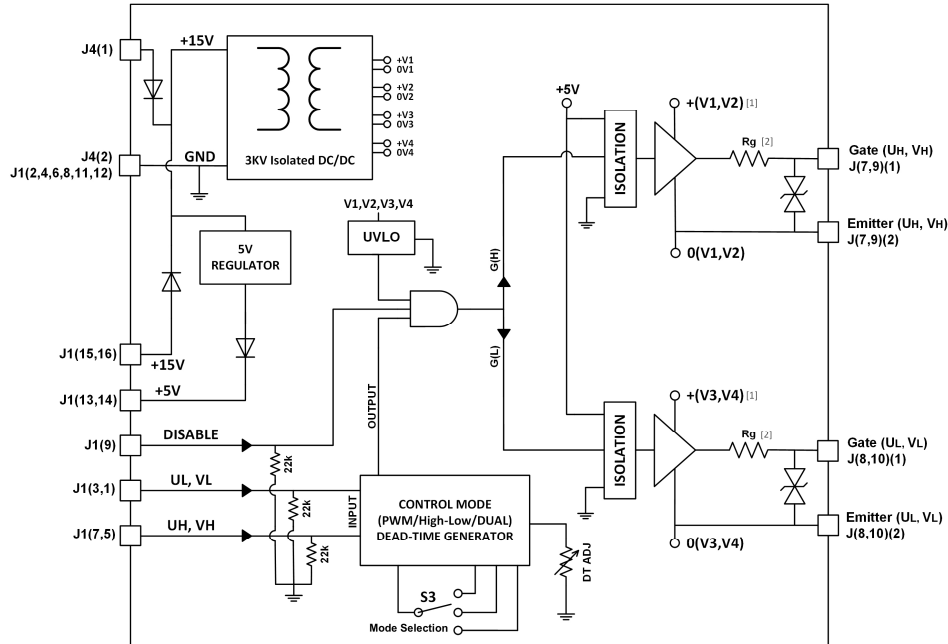 J4(1)
+15V
+V1
0V1
+V2
0V2
+V3
0V3
+V4
0V4
3KV Isolated DC/DC
J4(2)
J1(2,4,6,8,11,12)
GND
V1,V2,V3,V4
UVLO
5V
REGULATOR
J1(15,16)
+15V
J1(13,14)
+5V
J1(9)
DISABLE
J1(3,1)
UL, VL
J1(7,5)
UH, VH
22k
22k
22k
OUTPUT
INPUT
CONTROL MODE
(PWM/High-Low/DUAL)
DEAD-TIME GENERATOR
DT ADJ
S3
Mode Selection
G(H)
G(L)
+5V
ISOLATION
+(V1,V2) [1]
Rg [2]
0(V1,V2)
Gate (UH, VH)
J(7,9)(1)
Emitter (UH, VH)
J(7,9)(2)
ISOLATION
+(V3,V4) [1]
Rg [2]
0(V3,V4)
Gate (UL, VL)
J(8,10)(1)
Emitter (UL, VL)
J(8,10)(2)